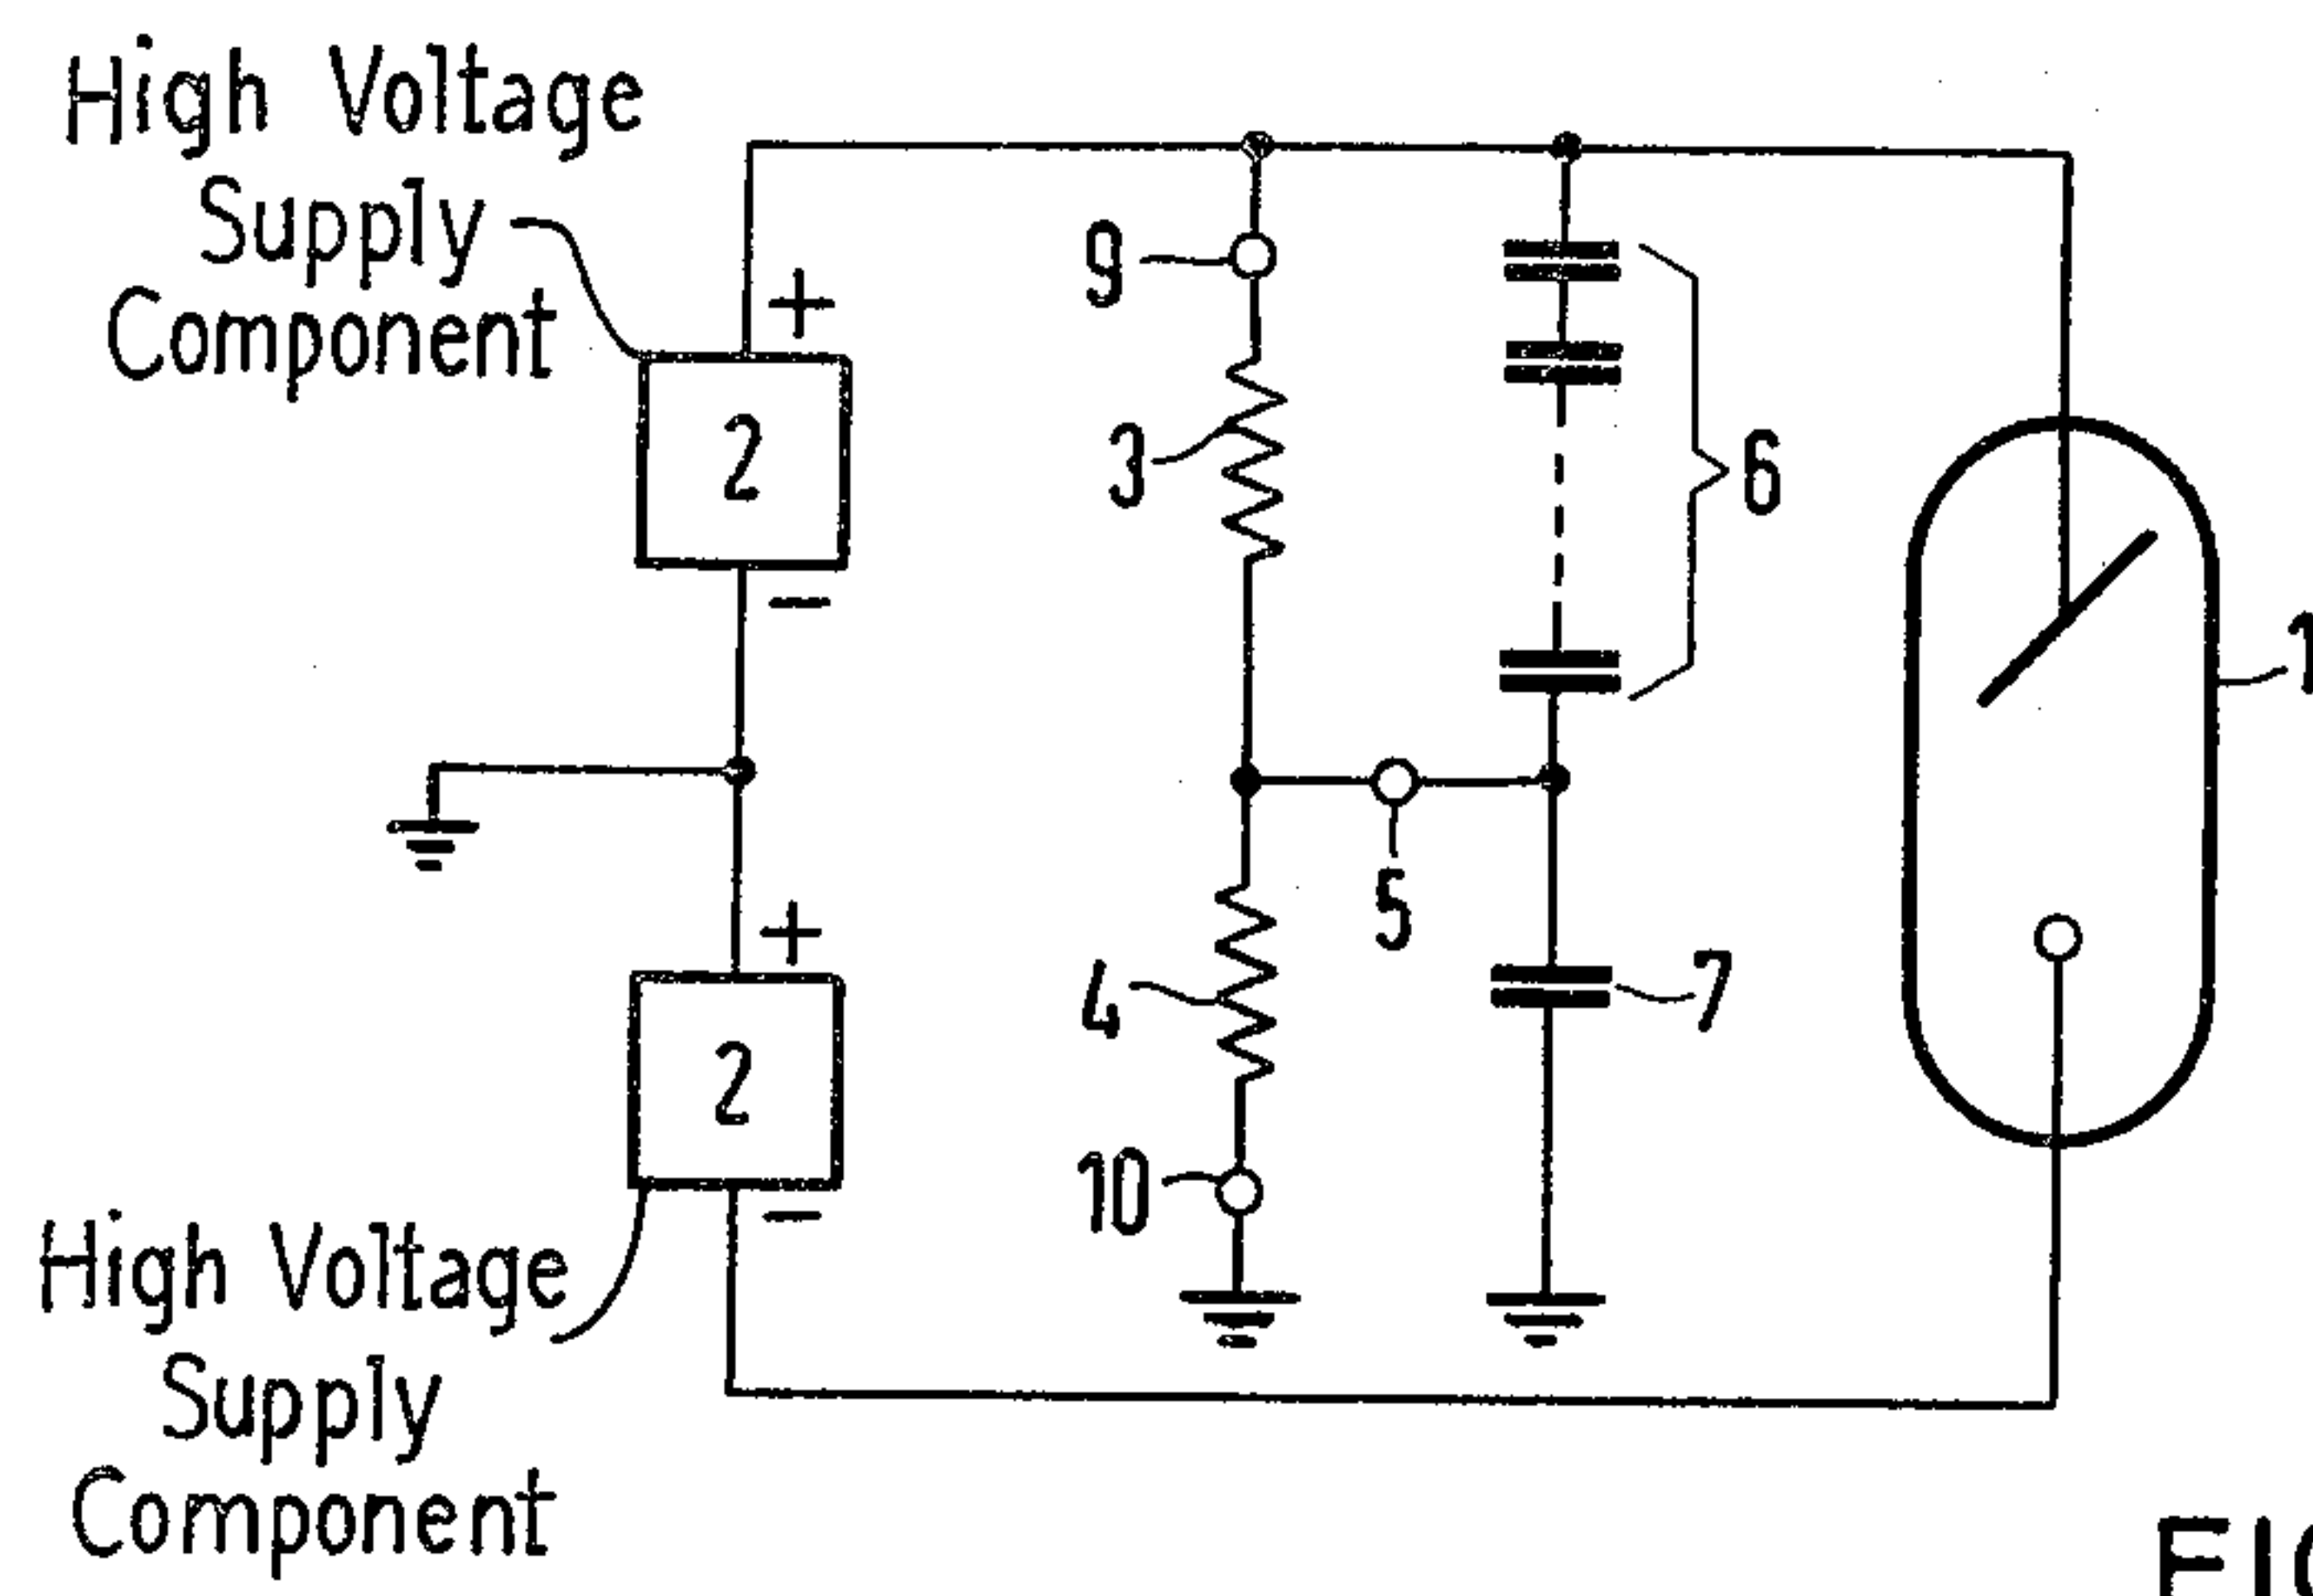 High Voltage
Supply
Component
+
2
−
9
3
6
1
5
+
2
−
4
7
10
High Voltage
Supply
Component